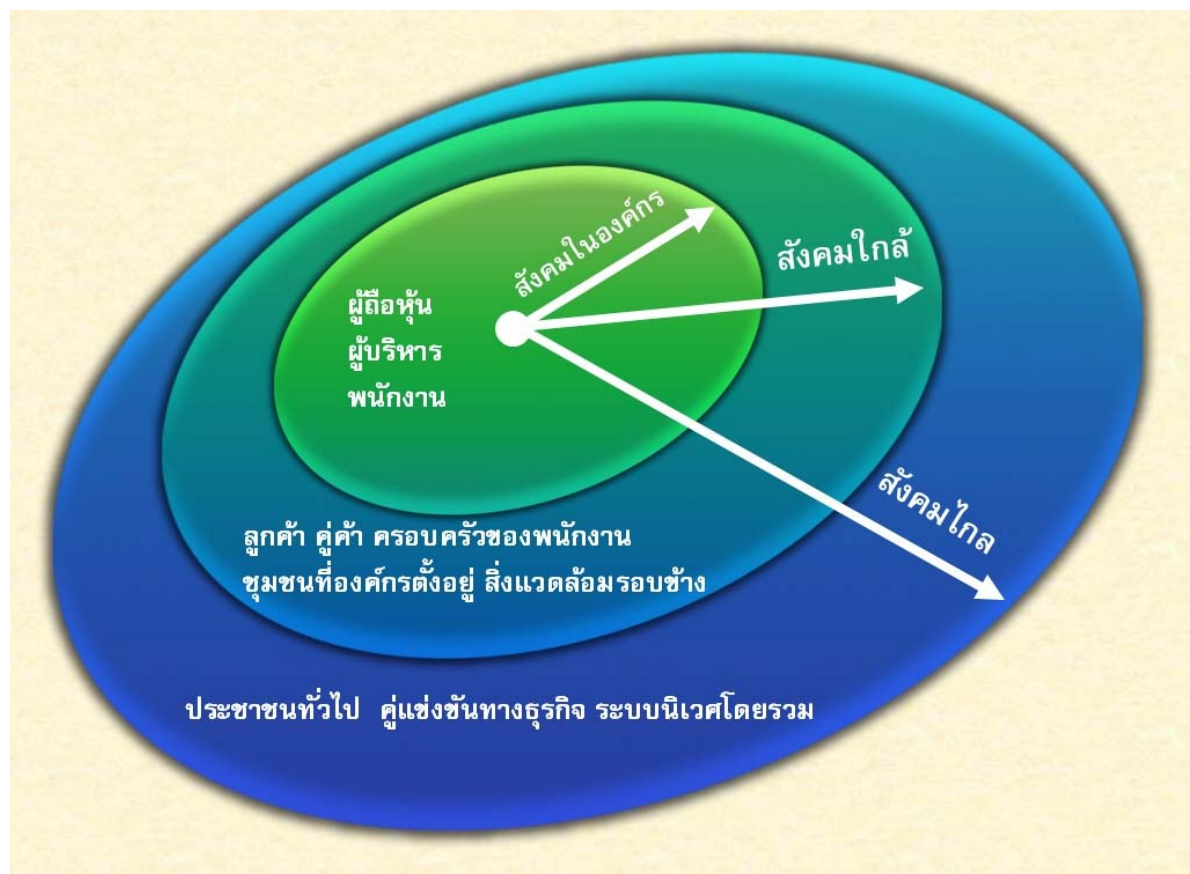 สังคมในองค์กร
สังคมใกล้
ผู้ถือหุ้น
ผู้บริหาร
พนักงาน
สังคมไกล
ลูกค้า คู่ค้า ครอบครัวของพนักงาน
ชุมชนที่องค์กรตั้งอยู่ สิ่งแวดล้อมรอบข้าง
ประชาชนทั่วไป คู่แข่งขันทางธุรกิจ ระบบนิเวศโดยรวม